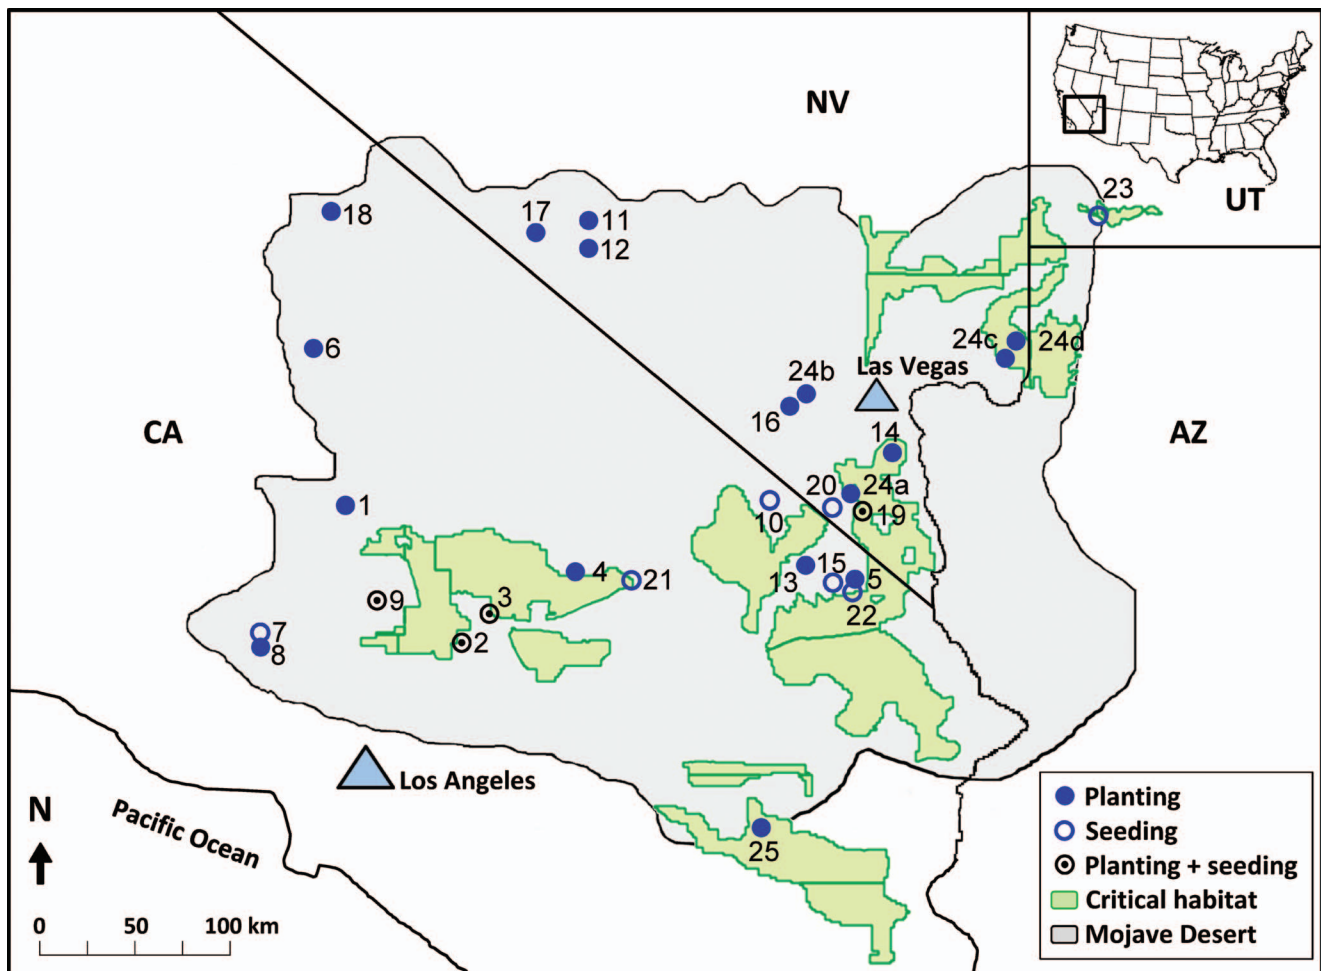 NV
UT
23
18
17
11
12
6
24c
24d
Las Vegas
24b
16
CA
AZ
14
1
20
24a
10
19
4
21
13
15
5
22
9
3
2
7
8
Los Angeles
N
Pacific Ocean
25
0 50 100 km
Planting
Seeding
Planting + seeding
Critical habitat
Mojave Desert